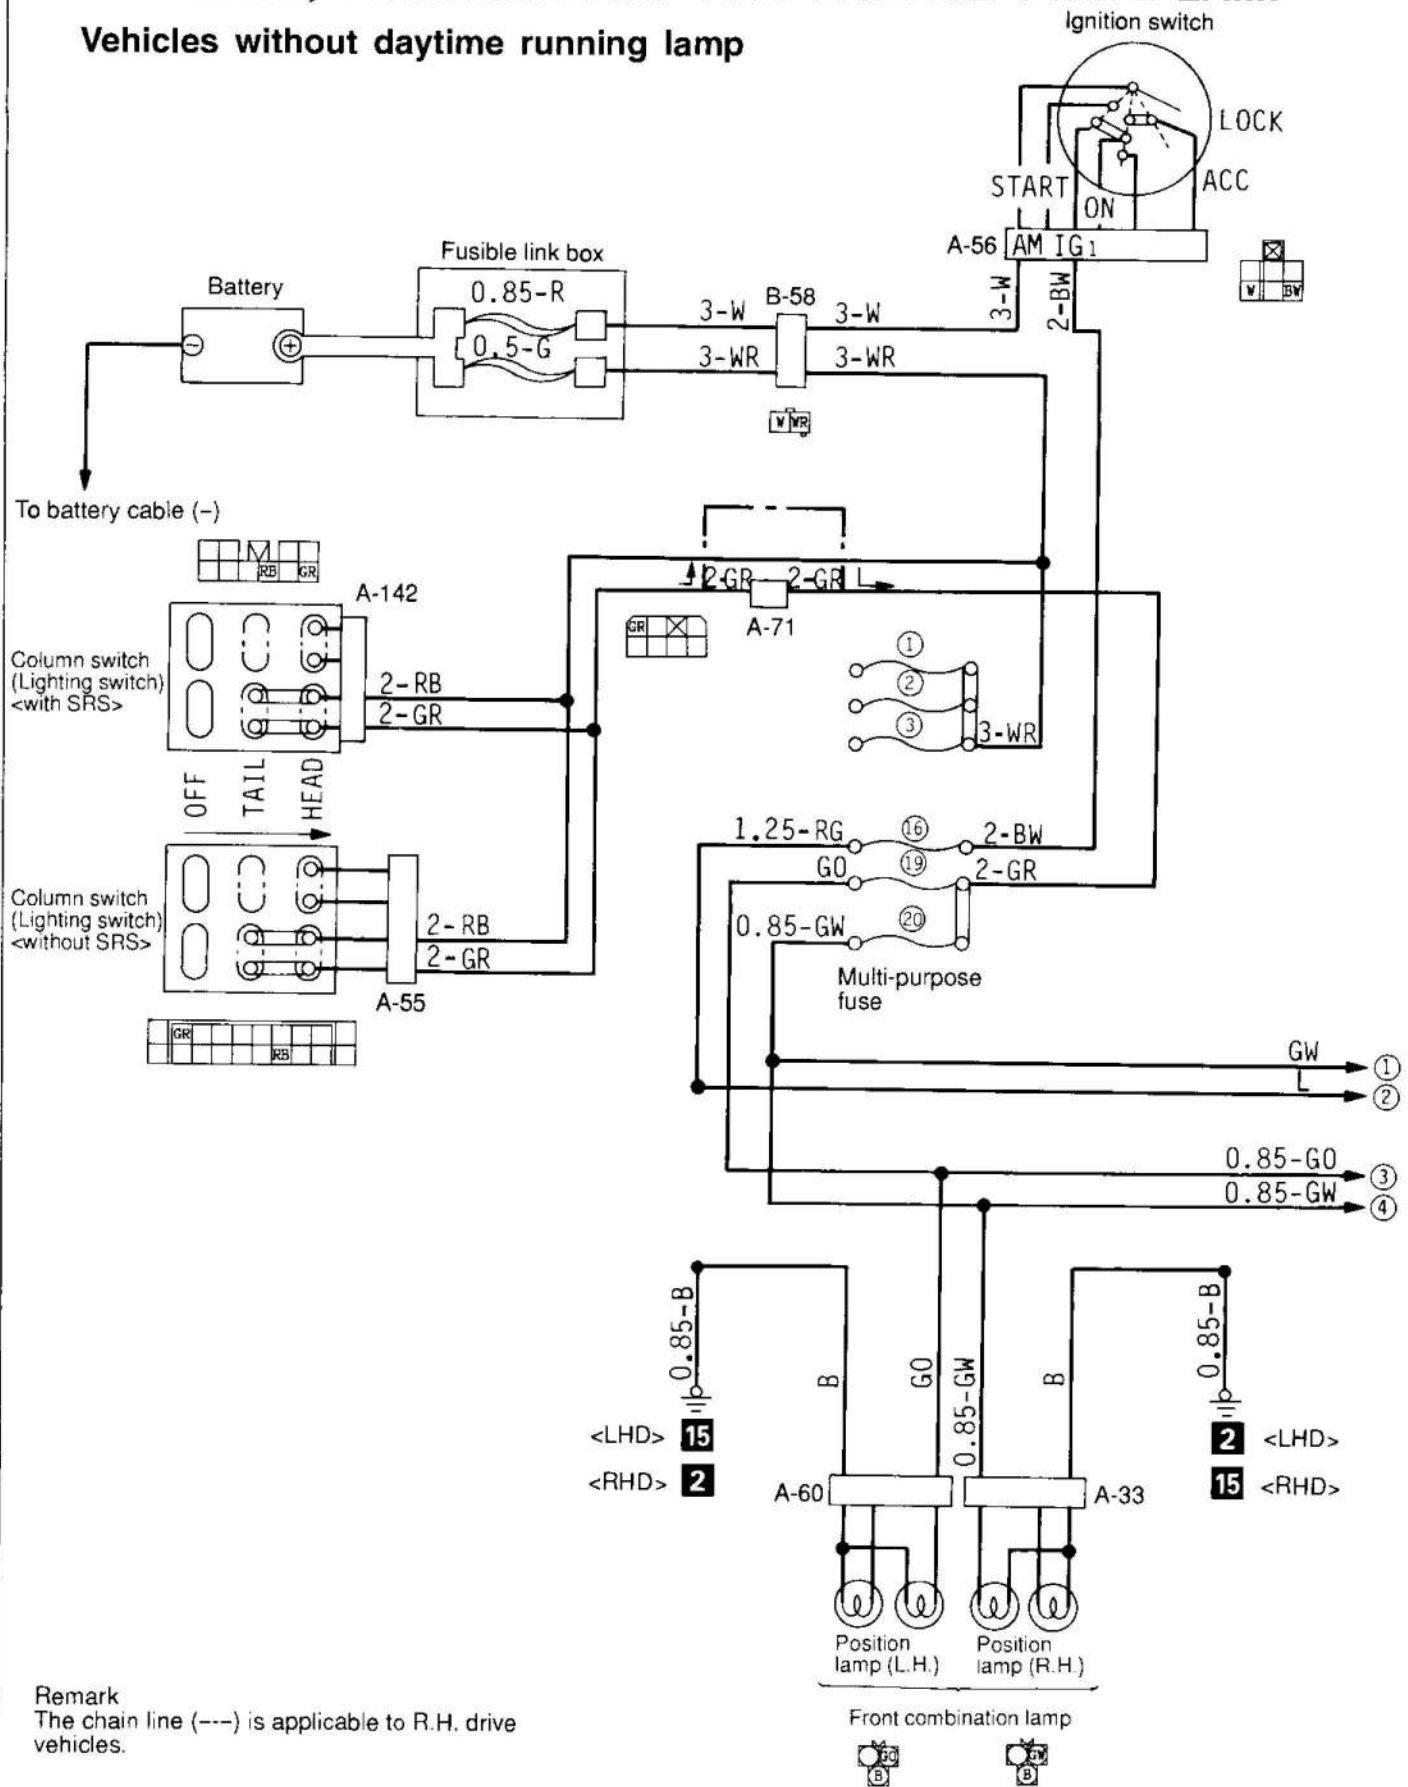 Vehicles without daytime running lamp
Ignition switch
LOCK
START
ACC
ON
A-56
AM IG1
W
BW
3-W
2-BW
Fusible link box
Battery
0.85-R
0.5-G
B-58
3-W
3-W
3-WR
3-WR
W WR
To battery cable (–)
RB
GR
A-142
2-GR
2-GR
A-71
GR
Column switch
(Lighting switch)
<with SRS>
2-RB
2-GR
1
2
3
3-WR
OFF
TAIL
HEAD
1.25-RG
16
2-BW
GO
19
2-GR
0.85-GW
20
Multi-purpose
fuse
Column switch
(Lighting switch)
<without SRS>
2-RB
2-GR
A-55
GR
RB
GW
1
L
2
0.85-GO
3
0.85-GW
4
0.85-B
B
GO
0.85-GW
B
0.85-B
<LHD> 15
<RHD> 2
2 <LHD>
15 <RHD>
A-60
A-33
Position
lamp (L.H.)
Position
lamp (R.H.)
Front combination lamp
GO
B
GW
B
Remark
The chain line (----) is applicable to R.H. drive
vehicles.